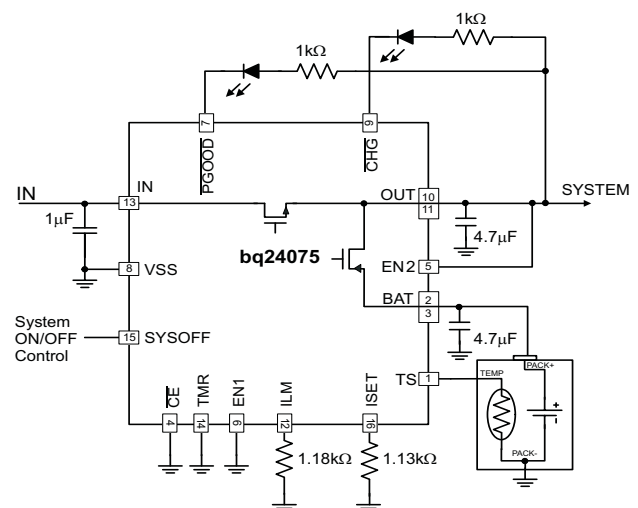 1kΩ
1kΩ
7
9
PGOOD
CHG
IN
IN
13
OUT
10
11
SYSTEM
1µF
4.7µF
bq24075
EN2
5
8
VSS
BAT
2
3
System
ON/OFF
Control
15
SYSOFF
4.7µF
PACK+
TS
1
TEMP
+
-
CE
TMR
EN1
ILM
ISET
4
14
6
12
16
1.18kΩ
1.13kΩ
PACK-